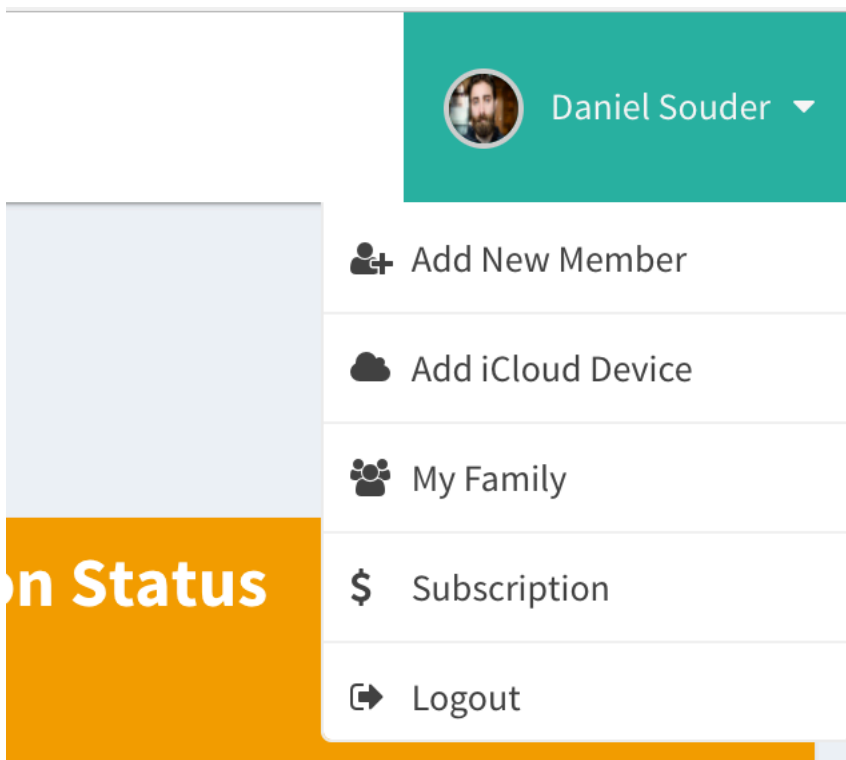 Daniel Souder
Add New Member
Add iCloud Device
My Family
on Status
$ Subscription
Logout